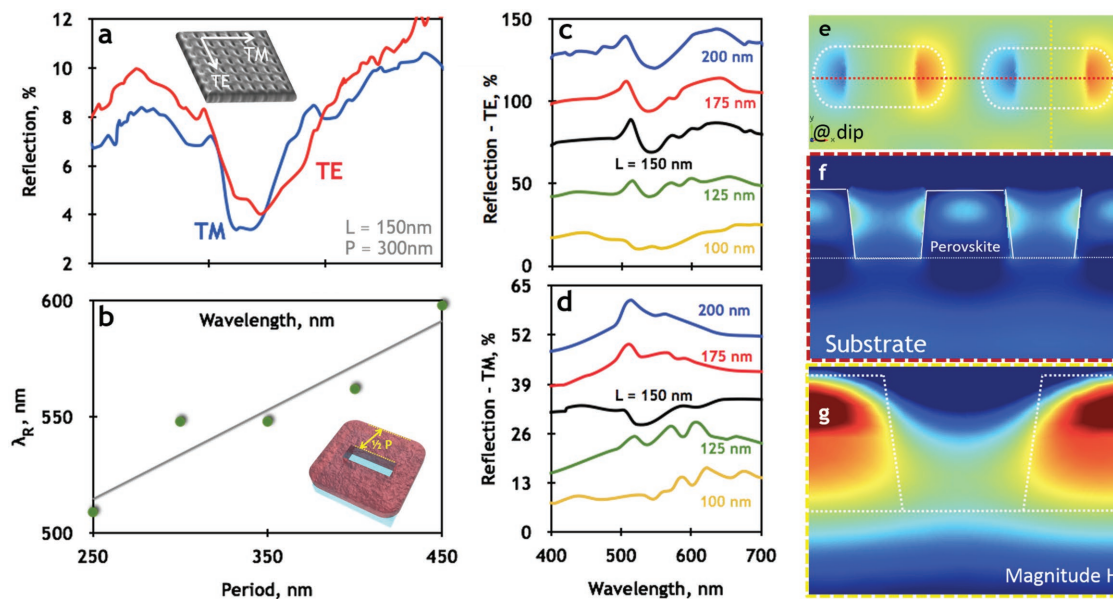 a
TM
TE
Reflection, %
12
10
8
6
4
2
TM
TE
L = 150nm
P = 300nm
b
Wavelength, nm
λR, nm
600
550
500
½ P
250
350
450
Period, nm
c
Reflection - TE, %
150
100
50
0
200 nm
175 nm
L = 150 nm
125 nm
100 nm
400
500
600
700
d
Reflection - TM, %
65
52
39
26
13
0
200 nm
175 nm
L = 150 nm
125 nm
100 nm
400
500
600
700
Wavelength, nm
e
y
x
@ dip
f
Perovskite
Substrate
g
Magnitude H